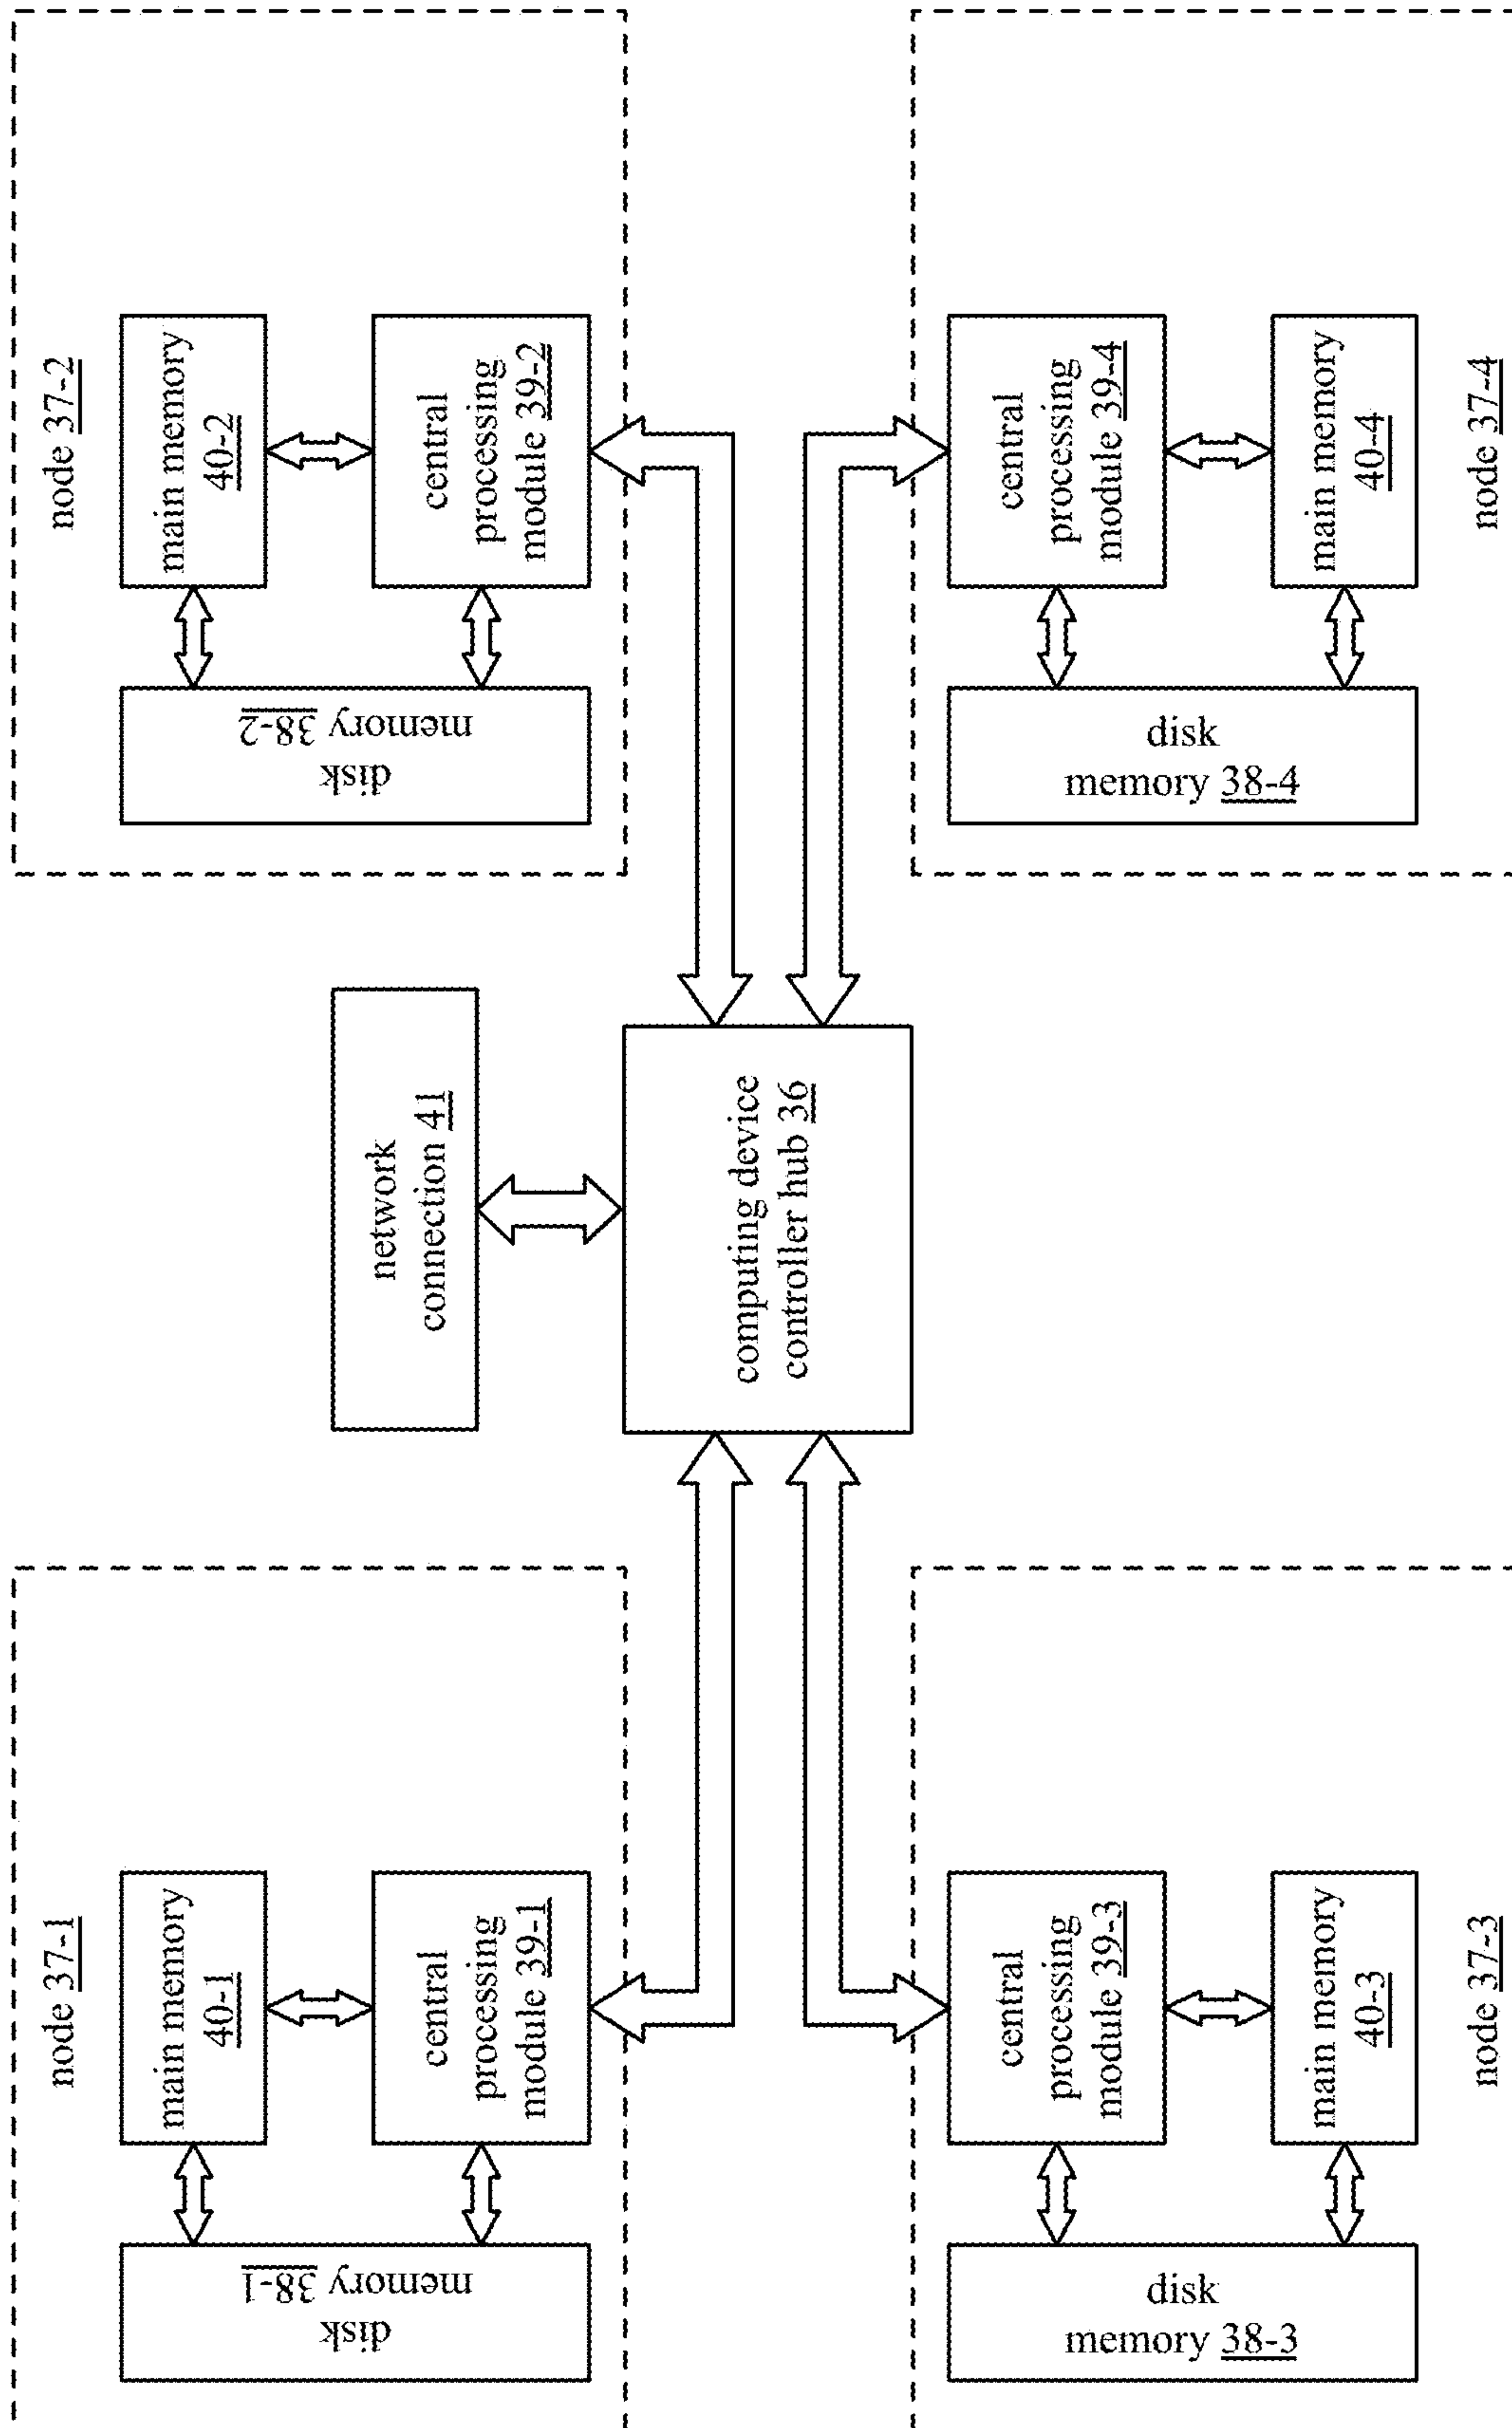 node 37-1
main memory
40-1
central
processing
module 39-1
disk
memory 38-1
node 37-2
main memory
40-2
central
processing
module 39-2
disk
memory 38-2
network
connection 41
computing device
controller hub 36
central
processing
module 39-3
main memory
40-3
disk
memory 38-3
node 37-3
central
processing
module 39-4
main memory
40-4
disk
memory 38-4
node 37-4